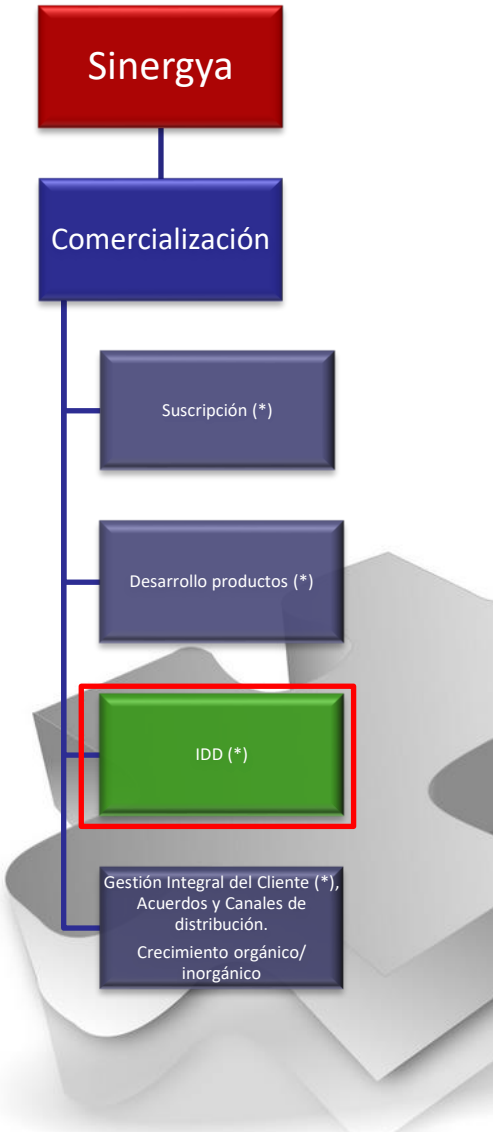 Sinergya
Comercialización
Suscripción (*)
Desarrollo productos (*)
IDD (*)
Gestión Integral del Cliente (*),
Acuerdos y Canales de
distribución.
Crecimiento orgánico/
inorgánico